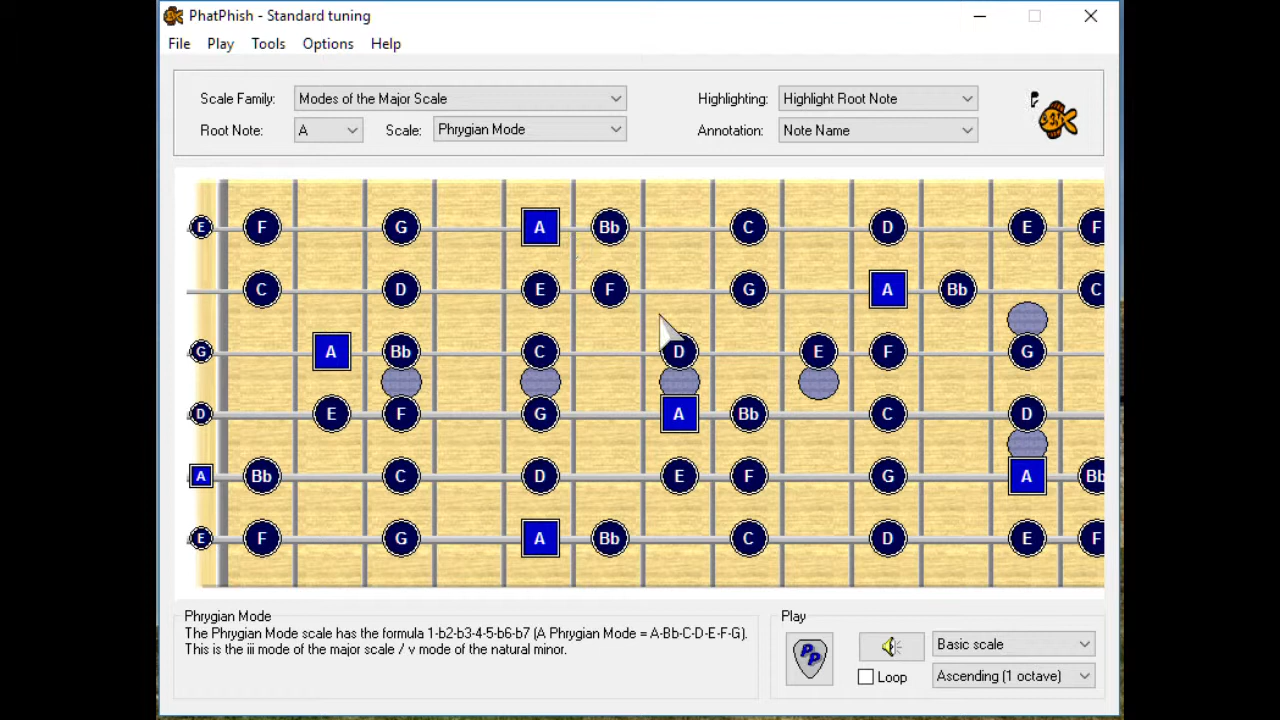 PhatPhish - Standard tuning
File Play Tools Options Help
Scale Family: Modes of the Major Scale Highlighting: Highlight Root Note
Root Note: A Scale: Phrygian Mode Annotation: Note Name
E F G A Bb C D E F
C D E F G A Bb C
G A Bb C D E F G
D E F G A Bb C D
A Bb C D E F G A Bb
E F G A Bb C D E F
Phrygian Mode
The Phrygian Mode scale has the formula 1-b2-b3-4-5-b6-b7 (A Phrygian Mode = A-Bb-C-D-E-F-G).
This is the iii mode of the major scale / v mode of the natural minor.
Play
PP
Basic scale
Loop Ascending (1 octave)